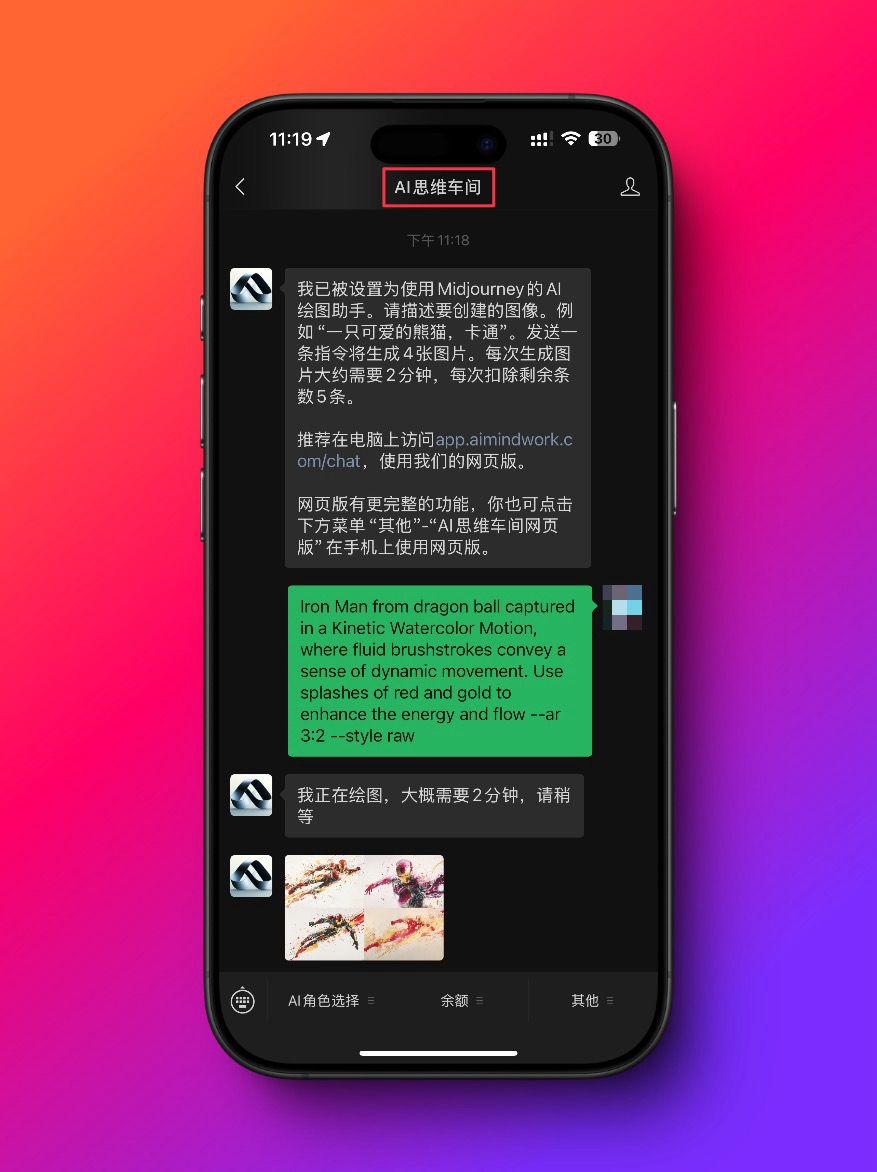 11:19
30
AI思维车间
下午 11:18
我已被设置为使用Midjourney的AI
绘图助手。请描述要创建的图像。例
如“一只可爱的熊猫，卡通”。发送一
条指令将生成4张图片。每次生成图
片大约需要2分钟，每次扣除剩余条
数5条。
推荐在电脑上访问app.aimindwork.c
om/chat，使用我们的网页版。
网页版有更完整的功能，你也可点击
下方菜单“其他”-“AI思维车间网页
版”在手机上使用网页版。
Iron Man from dragon ball captured
in a Kinetic Watercolor Motion,
where fluid brushstrokes convey a
sense of dynamic movement. Use
splashes of red and gold to
enhance the energy and flow --ar
3:2 --style raw
我正在绘图，大概需要2分钟，请稍
等
AI角色选择
余额
其他